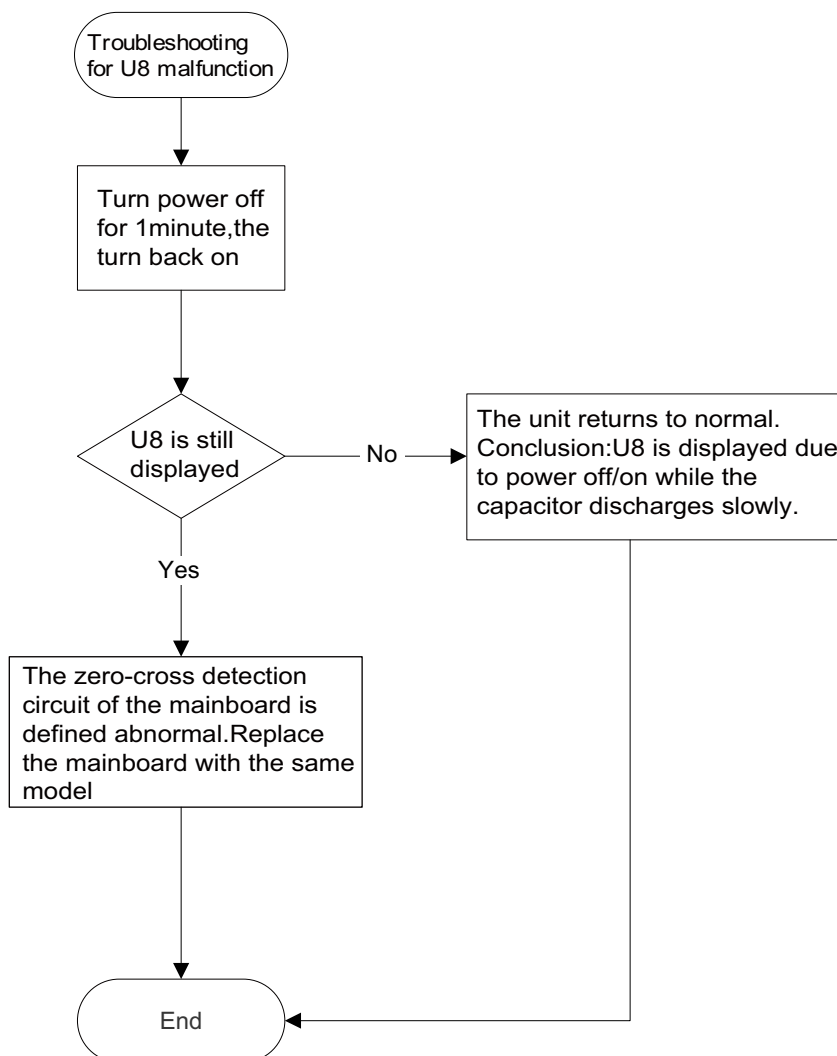 Troubleshooting
for U8 malfunction
Turn power off
for 1minute,the
turn back on
U8 is still
displayed
No
The unit returns to normal.
Conclusion:U8 is displayed due
to power off/on while the
capacitor discharges slowly.
Yes
The zero-cross detection
circuit of the mainboard is
defined abnormal.Replace
the mainboard with the same
model
End